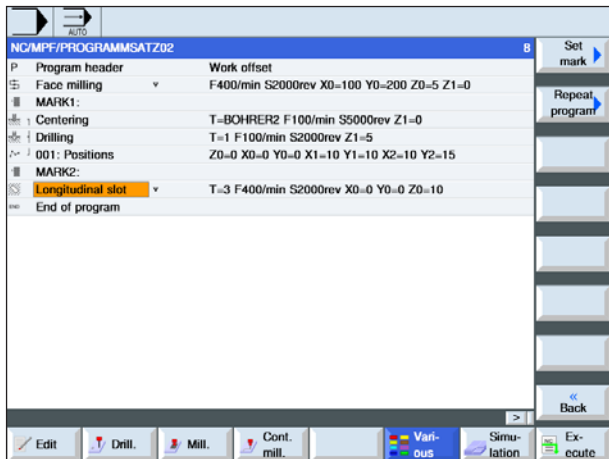 AUTO
NC/MPF/PROGRAMMSATZ02 8
P Program header Work offset
Face milling F400/min S2000rev X0=100 Y0=200 Z0=5 Z1=0
MARK1:
Centering T=BOHRER2 F100/min S5000rev Z1=0
Drilling T=1 F100/min S2000rev Z1=5
001: Positions Z0=0 X0=0 Y0=0 X1=10 Y1=10 X2=10 Y2=15
MARK2:
Longitudinal slot T=3 F400/min S2000rev X0=0 Y0=0 Z0=10
END End of program
Set
mark
Repeat
program
«
Back
>
Edit
Drill.
Mill.
Cont.
mill.
Vari-
ous
Simu-
lation
NC
Ex-
ecute